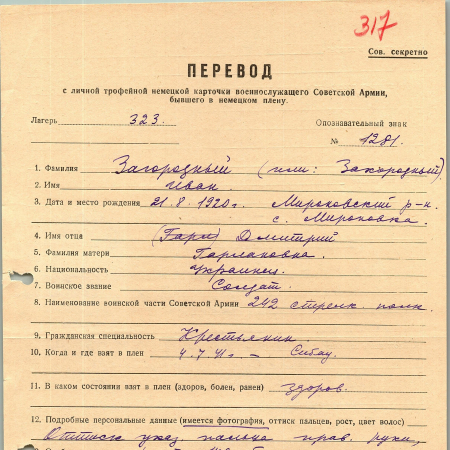 317
Сов. секретно
ПЕРЕВОД
с личной трофейной немецкой карточки военнослужащего Советской Армии,
бывшего в немецком плену.
Лагерь 323. Опознавательный знак
№ 1281.
1. Фамилия Загородный (или: Закородный)
2. Имя Иван.
3. Дата и место рождения 21.8.1920г. Мироновский р-н.
с. Мироновка.
4. Имя отца (Гари) Дмитрий
5. Фамилия матери
6. Национальность Украинец.
7. Воинское звание Солдат.
8. Наименование воинской части Советской Армии 242 стрелк. полк.
9. Гражданская специальность Крестьянин
10. Когда и где взят в плен 4.7.41г. –
11. В каком состоянии взят в плен (здоров, болен, ранен) здоров.
12. Подробные персональные данные (имеется фотография, оттиск пальцев, рост, цвет волос)
Оттиск указ. пальца прав. руки,